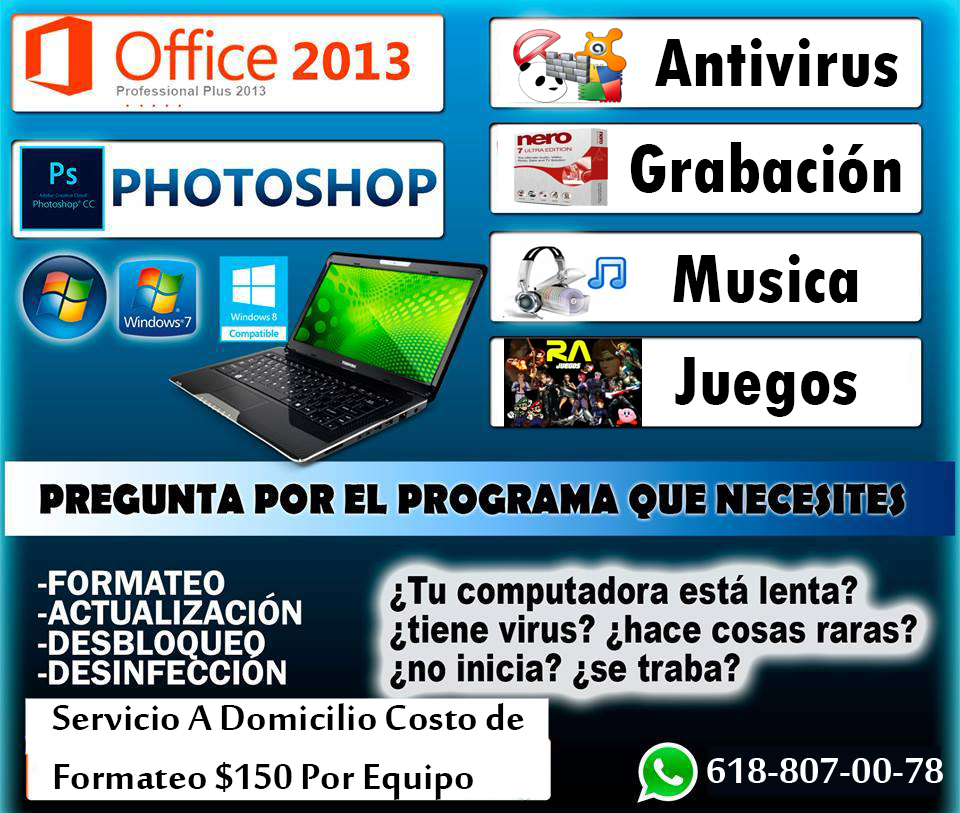 Office 2013
Professional Plus 2013
Antivirus
Ps
Adobe Creative Cloud
Photoshop® CC
PHOTOSHOP
nero
nero
7 ULTRA EDITION
Grabación
Windows®7
Windows 8
Compatible
Musica
RA
JUEGOS
Juegos
PREGUNTA POR EL PROGRAMA QUE NECESITES
-FORMATEO
-ACTUALIZACIÓN
-DESBLOQUEO
-DESINFECCIÓN
¿Tu computadora está lenta?
¿tiene virus? ¿hace cosas raras?
¿no inicia? ¿se traba?
Servicio A Domicilio Costo de
Formateo $150 Por Equipo
618-807-00-78